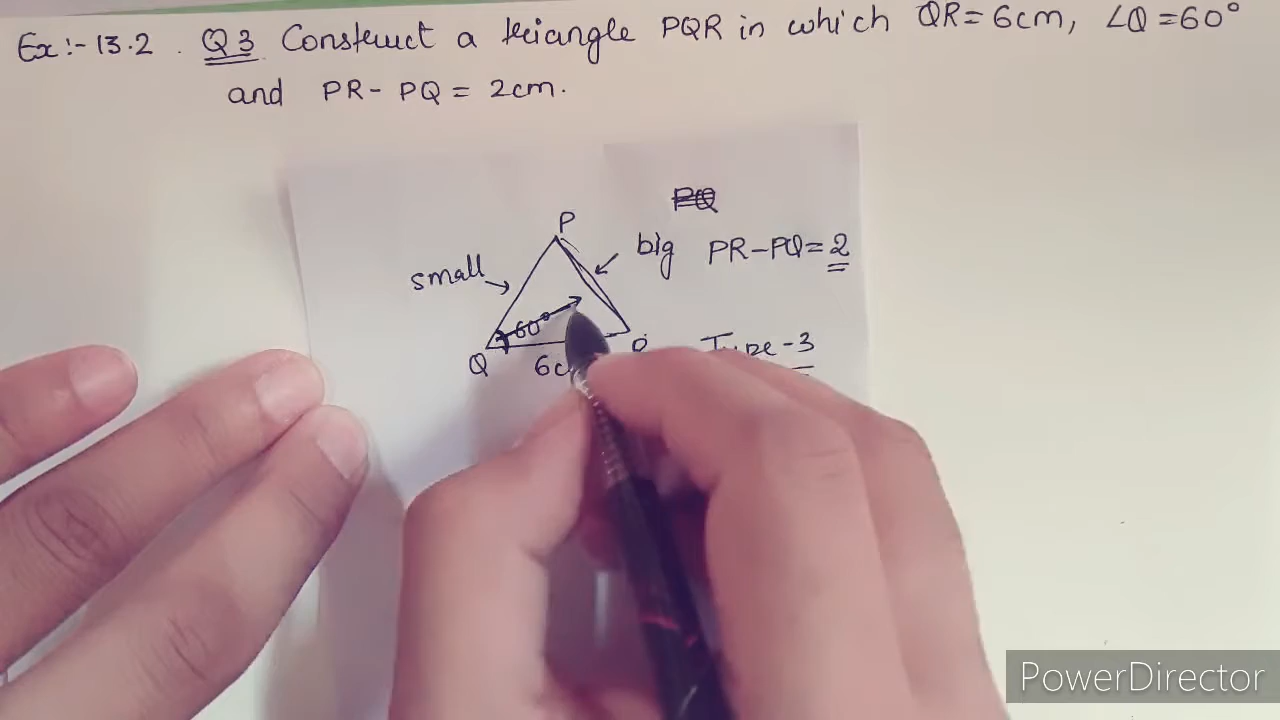 Ex:- 13.2 . Q3 Construct a triangle PQR in which QR = 6cm, ∠Q = 60°
and PR - PQ = 2cm.
P
big PR-PQ = 2
small
60°
Q
Type-3
PowerDirector